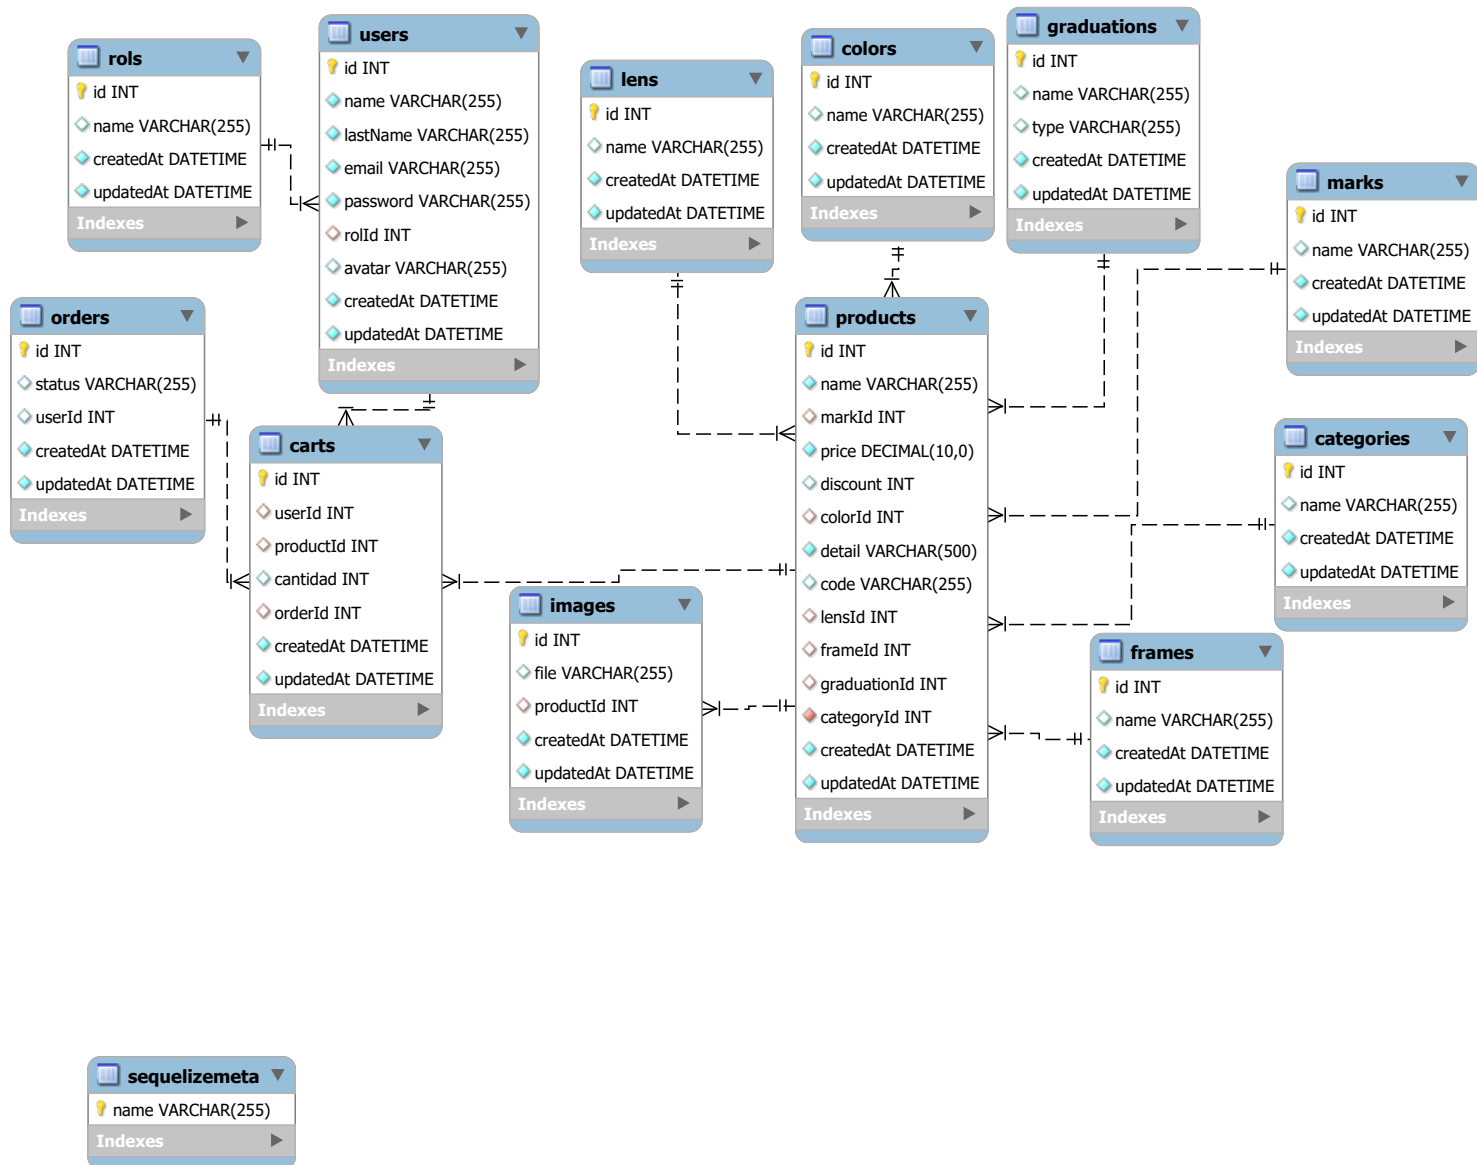 rols
id INT
name VARCHAR(255)
createdAt DATETIME
updatedAt DATETIME
Indexes
users
id INT
name VARCHAR(255)
lastName VARCHAR(255)
email VARCHAR(255)
password VARCHAR(255)
rolId INT
avatar VARCHAR(255)
createdAt DATETIME
updatedAt DATETIME
Indexes
lens
id INT
name VARCHAR(255)
createdAt DATETIME
updatedAt DATETIME
Indexes
colors
id INT
name VARCHAR(255)
createdAt DATETIME
updatedAt DATETIME
Indexes
graduations
id INT
name VARCHAR(255)
type VARCHAR(255)
createdAt DATETIME
updatedAt DATETIME
Indexes
marks
id INT
name VARCHAR(255)
createdAt DATETIME
updatedAt DATETIME
Indexes
orders
id INT
status VARCHAR(255)
userId INT
createdAt DATETIME
updatedAt DATETIME
Indexes
carts
id INT
userId INT
productId INT
cantidad INT
orderId INT
createdAt DATETIME
updatedAt DATETIME
Indexes
images
id INT
file VARCHAR(255)
productId INT
createdAt DATETIME
updatedAt DATETIME
Indexes
products
id INT
name VARCHAR(255)
markId INT
price DECIMAL(10,0)
discount INT
colorId INT
detail VARCHAR(500)
code VARCHAR(255)
lensId INT
frameId INT
graduationId INT
categoryId INT
createdAt DATETIME
updatedAt DATETIME
Indexes
categories
id INT
name VARCHAR(255)
createdAt DATETIME
updatedAt DATETIME
Indexes
frames
id INT
name VARCHAR(255)
createdAt DATETIME
updatedAt DATETIME
Indexes
sequelizemeta
name VARCHAR(255)
Indexes